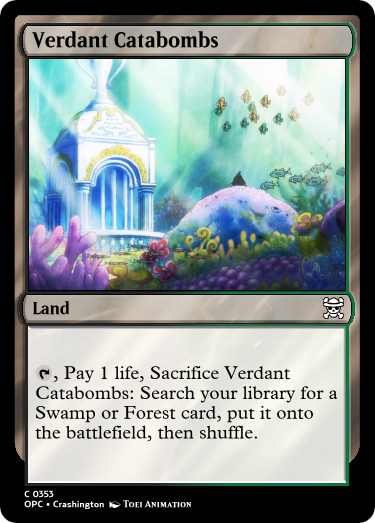 Verdant Catabombs
Land
, Pay 1 life, Sacrifice Verdant
Catabombs: Search your library for a
Swamp or Forest card, put it onto
the battlefield, then shuffle.
C 0353
OPC • Crashington TOEI ANIMATION